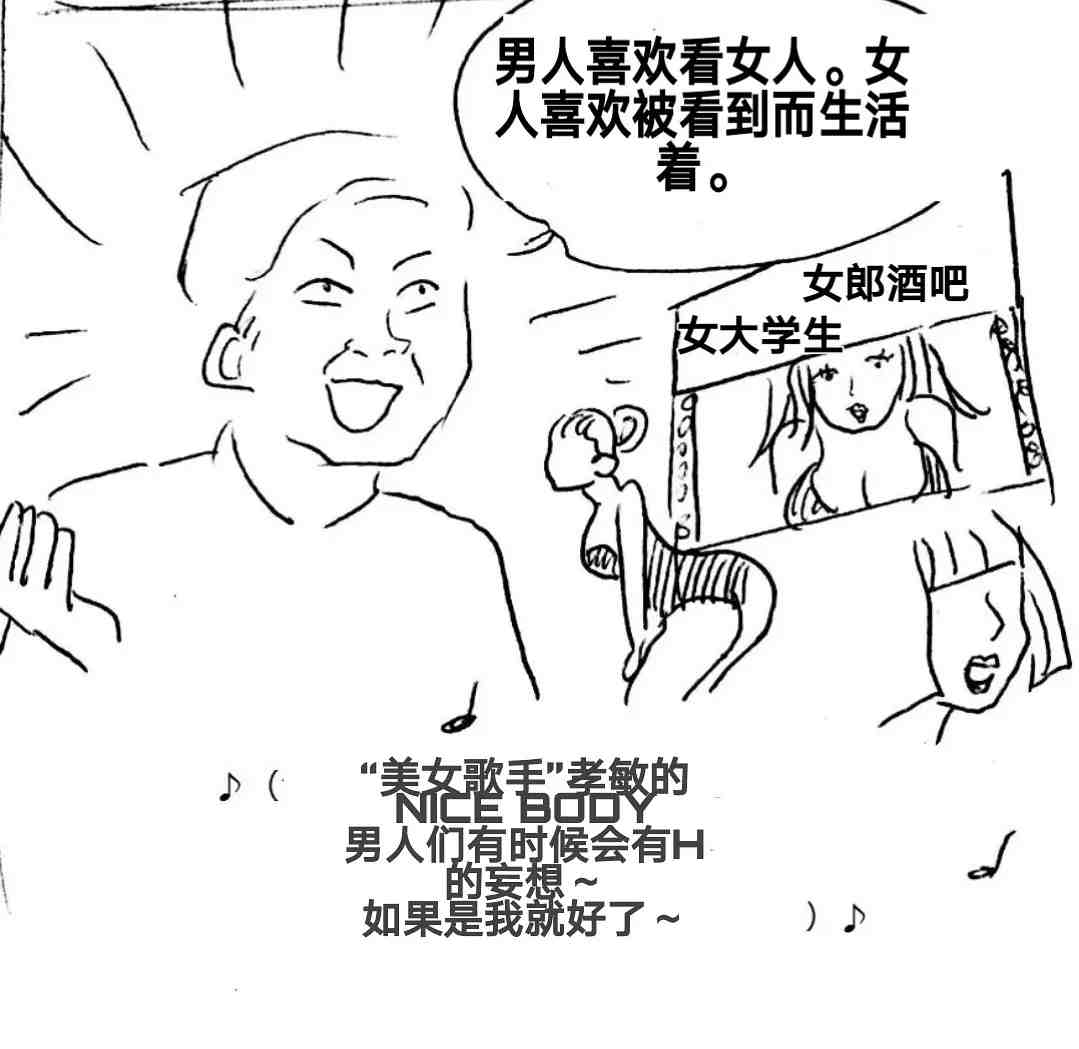 男人喜欢看女人。女
人喜欢被看到而生活
着。
女郎酒吧
女大学生
♪（
“美女歌手”孝敏的
NICE BODY
男人们有时候会有H
的妄想～
如果是我就好了～
）♪